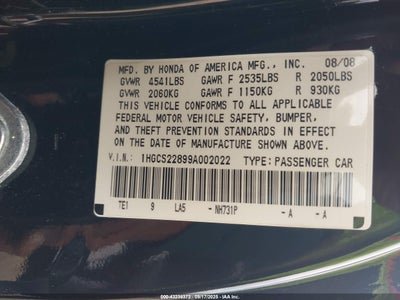 MFD. BY HONDA OF AMERICA MFG., INC. 08/08
GVWR 4541LBS GAWR F 2535LBS R 2050LBS
GVWR 2060KG GAWR F 1150KG R 930KG
THIS VEHICLE CONFORMS TO ALL APPLICABLE
FEDERAL MOTOR VEHICLE SAFETY, BUMPER,
AND THEFT PREVENTION STANDARDS IN EFFECT
ON THE DATE OF MANUFACTURE SHOWN ABOVE.
V.I.N.: 1HGCS22899A002022 TYPE: PASSENGER CAR
TE1 9 LA5 - NH731P - A - A